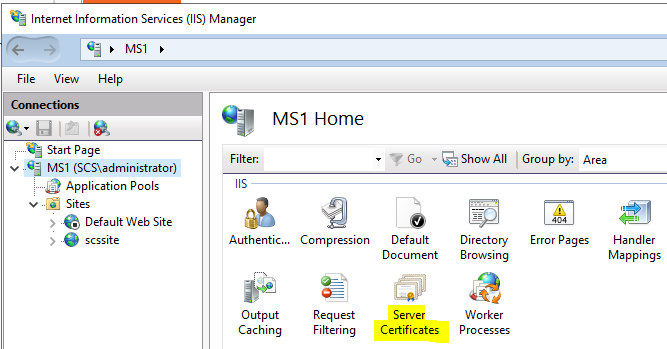 Internet Information Services (IIS) Manager
MS1
File View Help
Connections
Start Page
MS1 (SCS\administrator)
Application Pools
Sites
Default Web Site
scssite
MS1 Home
Filter: Go Show All Group by: Area
IIS
Authentic... Compression Default Directory Error Pages Handler
Document Browsing Mappings
404
Output Request Server Worker
Caching Filtering Certificates Processes